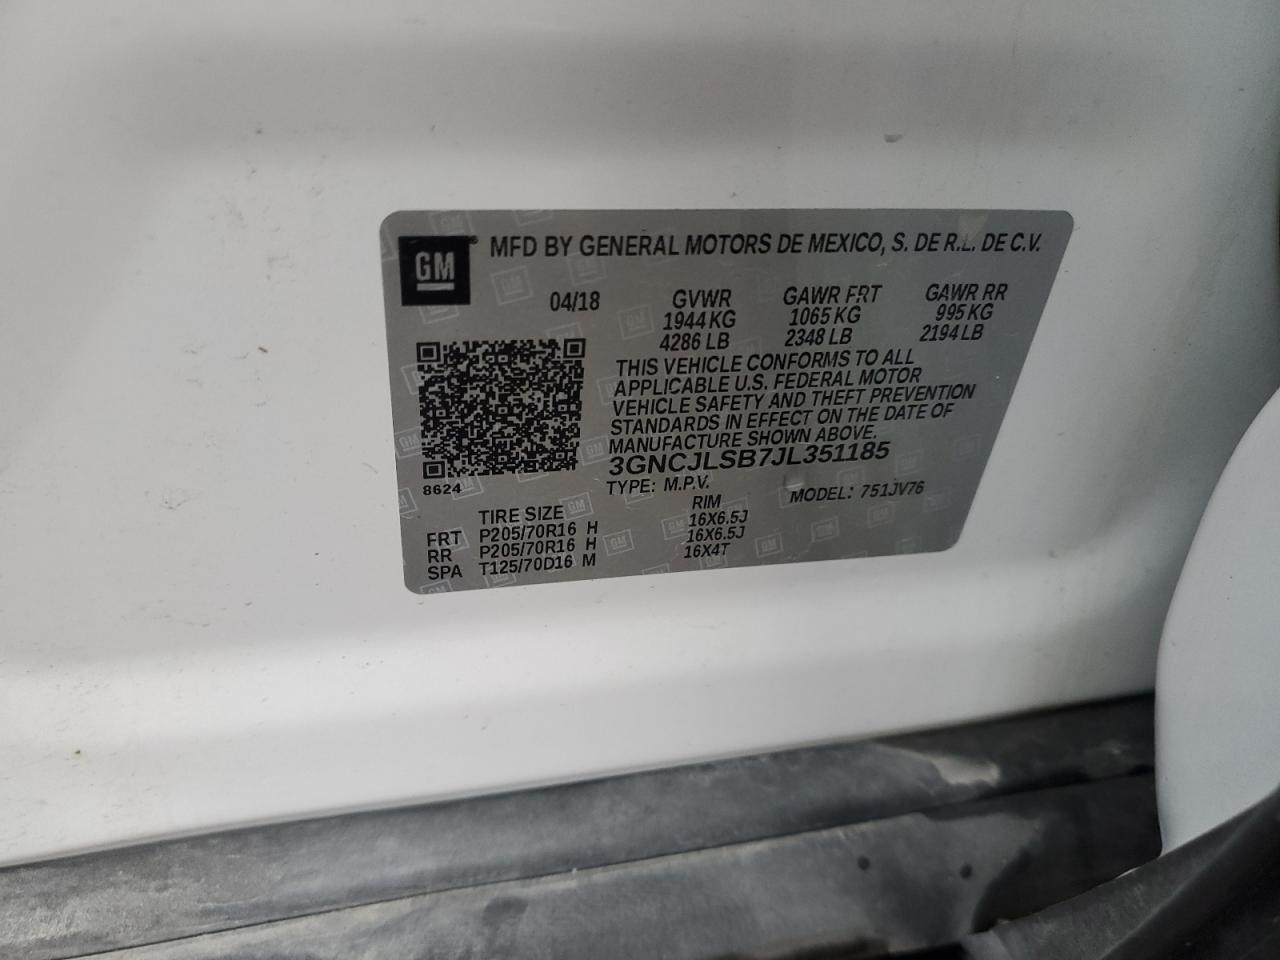 GM® MFD BY GENERAL MOTORS DE MEXICO, S. DE R.L. DE C.V.
04/18 GVWR GAWR FRT GAWR RR
1944 KG 1065 KG 995 KG
4286 LB 2348 LB 2194 LB
THIS VEHICLE CONFORMS TO ALL
APPLICABLE U.S. FEDERAL MOTOR
VEHICLE SAFETY AND THEFT PREVENTION
STANDARDS IN EFFECT ON THE DATE OF
MANUFACTURE SHOWN ABOVE.
3GNCJLSB7JL351185
8624
TYPE: M.P.V. MODEL: 751JV76
TIRE SIZE RIM
FRT P205/70R16 H 16X6.5J
RR P205/70R16 H 16X6.5J
SPA T125/70D16 M 16X4T